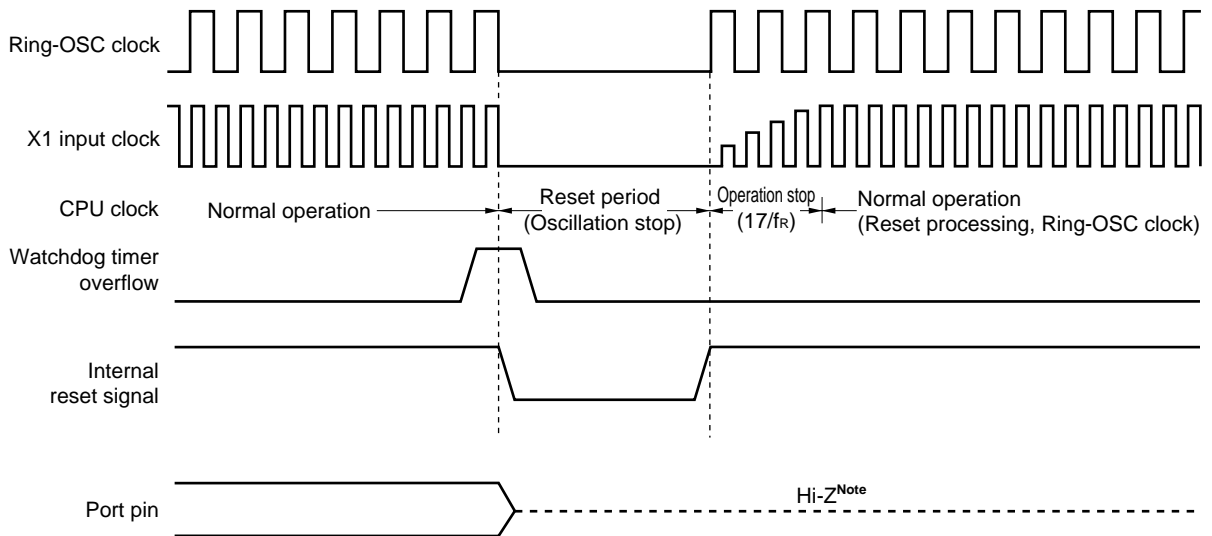 Ring-OSC clock
X1 input clock
CPU clock
Normal operation
Reset period
(Oscillation stop)
Operation stop
(17/fR)
Normal operation
(Reset processing, Ring-OSC clock)
Watchdog timer
overflow
Internal
reset signal
Port pin
Hi-ZNote